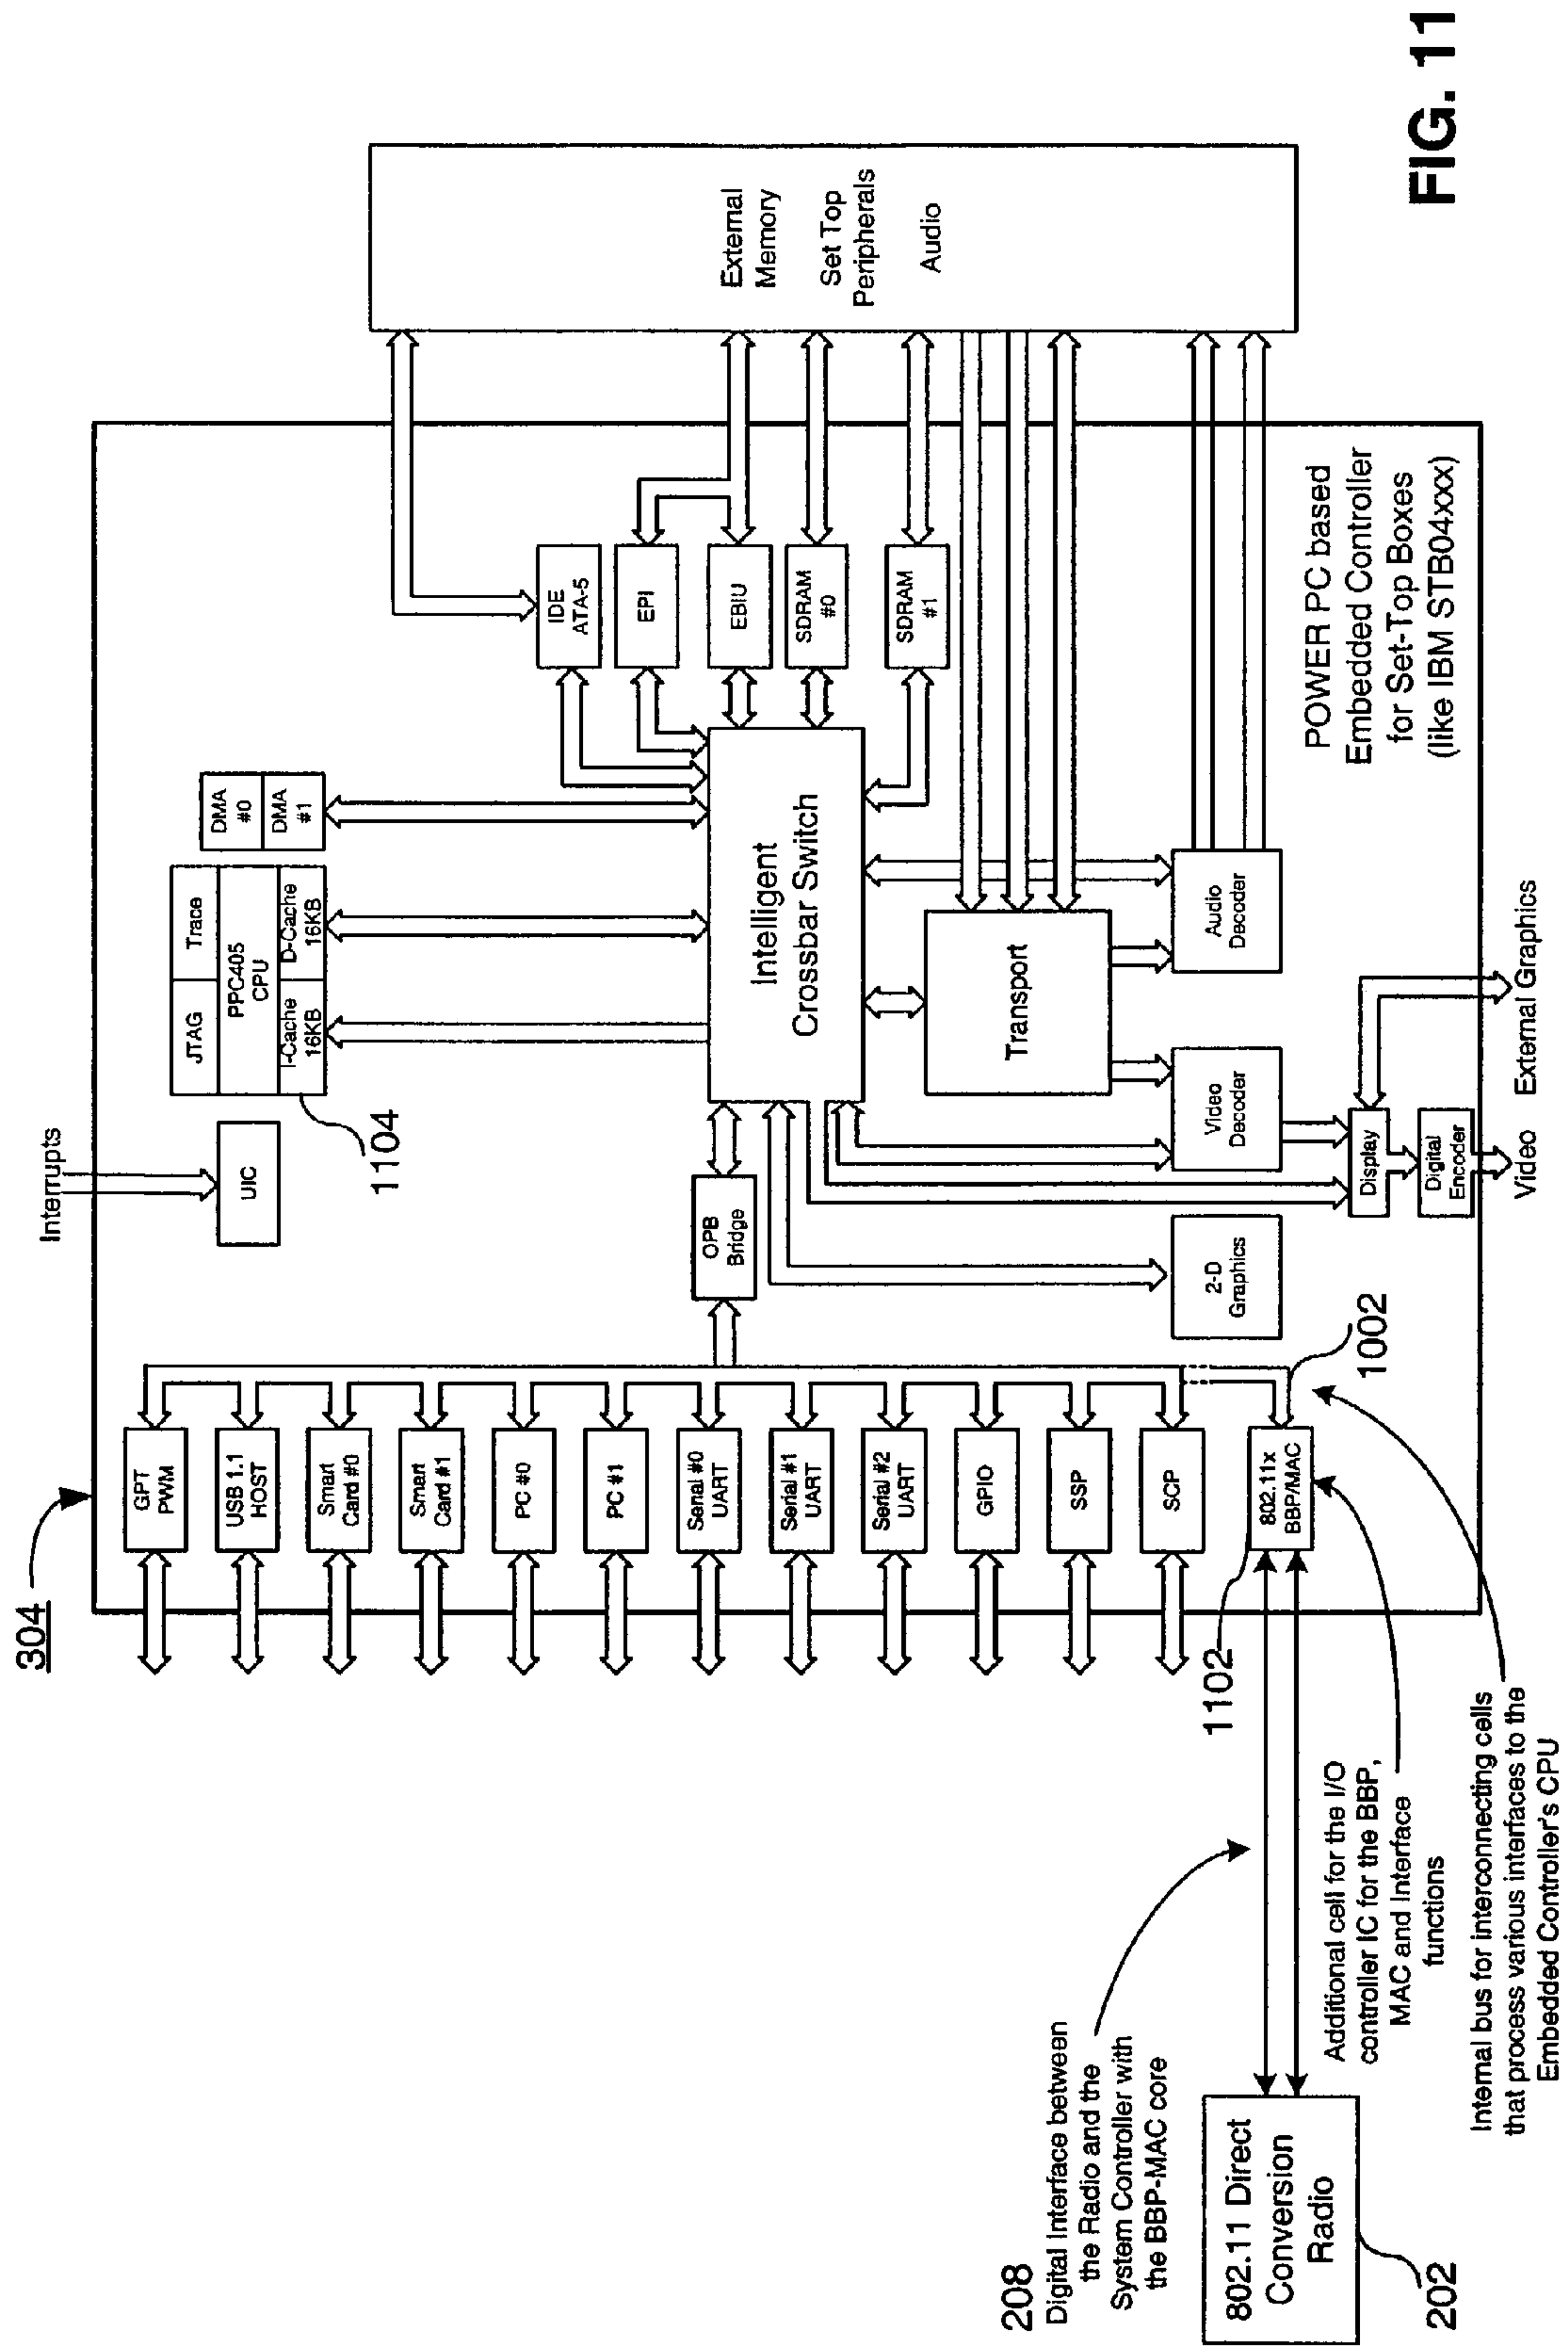 304
Interrupts
GPT
PWM
USB 1.1
HOST
Smart
Card #0
Smart
Card #1
PC #0
PC #1
Serial #0
UART
Serial #1
UART
Serial #2
UART
GPIO
SSP
SCP
802.11x
BBP/MAC
1102
1002
UIC
JTAG
Trace
PPC405
CPU
I-Cache
16KB
D-Cache
16KB
1104
DMA
#0
DMA
#1
OPB
Bridge
Intelligent
Crossbar Switch
IDE
ATA-5
EPI
EBIU
SDRAM
#0
SDRAM
#1
External
Memory
Set Top
Peripherals
Audio
Transport
2-D
Graphics
Video
Decoder
Audio
Decoder
Display
Digital
Encoder
Video
External Graphics
POWER PC based
Embedded Controller
for Set-Top Boxes
(like IBM STB04xxx)
208
Digital Interface between
the Radio and the
System Controller with
the BBP-MAC core
802.11 Direct
Conversion
Radio
202
Additional cell for the I/O
controller IC for the BBP,
MAC and Interface
functions
Internal bus for interconnecting cells
that process various interfaces to the
Embedded Controller's CPU
FIG. 11